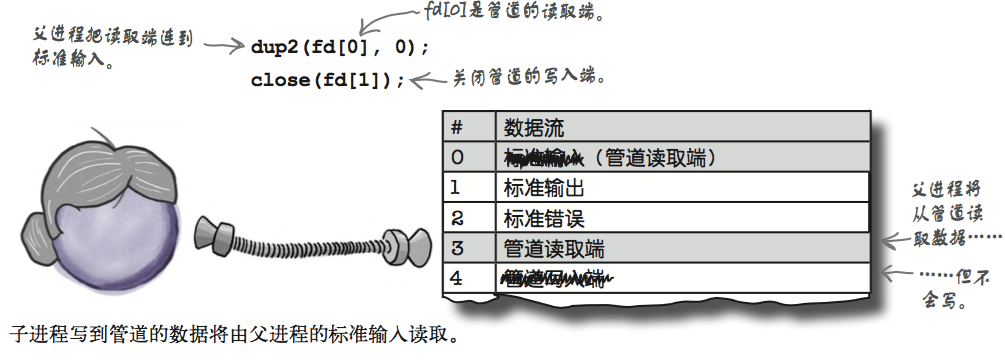 fd[0]是管道的读取端。
父进程把读取端连到
标准输入。
dup2(fd[0], 0);
close(fd[1]);
关闭管道的写入端。
# 数据流
0 标准输入（管道读取端）
1 标准输出
2 标准错误
3 管道读取端
4 管道写入端
父进程将
从管道读
取数据……
……但不
会写。
子进程写到管道的数据将由父进程的标准输入读取。